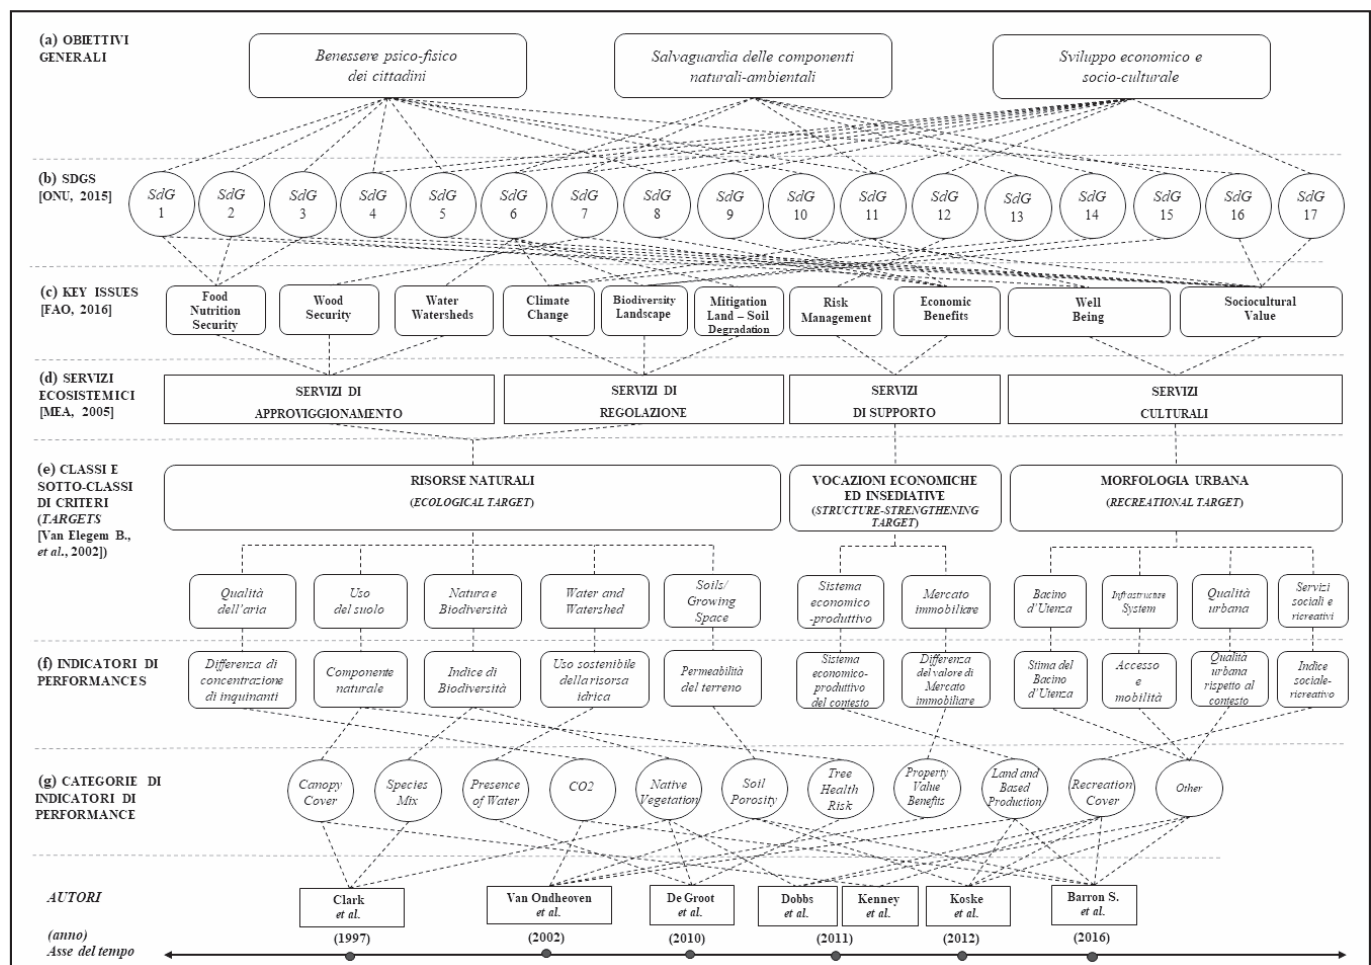 (a) OBIETTIVI
GENERALI
Benessere psico-fisico
dei cittadini
Salvaguardia delle componenti
naturali-ambientali
Sviluppo economico e
socio-culturale
(b) SDGS
[ONU, 2015]
SdG
1
SdG
2
SdG
3
SdG
4
SdG
5
SdG
6
SdG
7
SdG
8
SdG
9
SdG
10
SdG
11
SdG
12
SdG
13
SdG
14
SdG
15
SdG
16
SdG
17
(c) KEY ISSUES
[FAO, 2016]
Food
Nutrition
Security
Wood
Security
Water
Watersheds
Climate
Change
Biodiversity
Landscape
Mitigation
Land – Soil
Degradation
Risk
Management
Economic
Benefits
Well
Being
Sociocultural
Value
(d) SERVIZI
ECOSISTEMICI
[MEA, 2005]
SERVIZI DI
APPROVIGGIONAMENTO
SERVIZI DI
REGOLAZIONE
SERVIZI
DI SUPPORTO
SERVIZI
CULTURALI
(e) CLASSI E
SOTTO-CLASSI
DI CRITERI
(TARGETS
[Van Elegem B.,
et al., 2002])
RISORSE NATURALI
(ECOLOGICAL TARGET)
VOCAZIONI ECONOMICHE
ED INSEDIATIVE
(STRUCTURE-STRENGTHENING
TARGET)
MORFOLOGIA URBANA
(RECREATIONAL TARGET)
Qualità
dell'aria
Uso
del suolo
Natura e
Biodiversità
Water and
Watershed
Soils/
Growing
Space
Sistema
economico
-produttivo
Mercato
immobiliare
Bacino
d'Utenza
Infrastructure
System
Qualità
urbana
Servizi
sociali e
ricreativi
(f) INDICATORI DI
PERFORMANCES
Differenza di
concentrazione
di inquinanti
Componente
naturale
Indice di
Biodiversità
Uso sostenibile
della risorsa
idrica
Permeabilità
del terreno
Sistema
economico-
produttivo
del contesto
Differenza
del valore di
Mercato
immobiliare
Stima del
Bacino
d'Utenza
Accesso
e
mobilità
Qualità
urbana
rispetto al
contesto
Indice
sociale-
ricreativo
(g) CATEGORIE DI
INDICATORI DI
PERFORMANCE
Canopy
Cover
Species
Mix
Presence
of Water
CO2
Native
Vegetation
Soil
Porosity
Tree
Health
Risk
Property
Value
Benefits
Land and
Based
Production
Recreation
Cover
Other
AUTORI
Clark
et al.
Van Ondheoven
et al.
De Groot
et al.
Dobbs
et al.
Kenney
et al.
Koske
et al.
Barron S.
et al.
(anno)
Asse del tempo
(1997)
(2002)
(2010)
(2011)
(2012)
(2016)